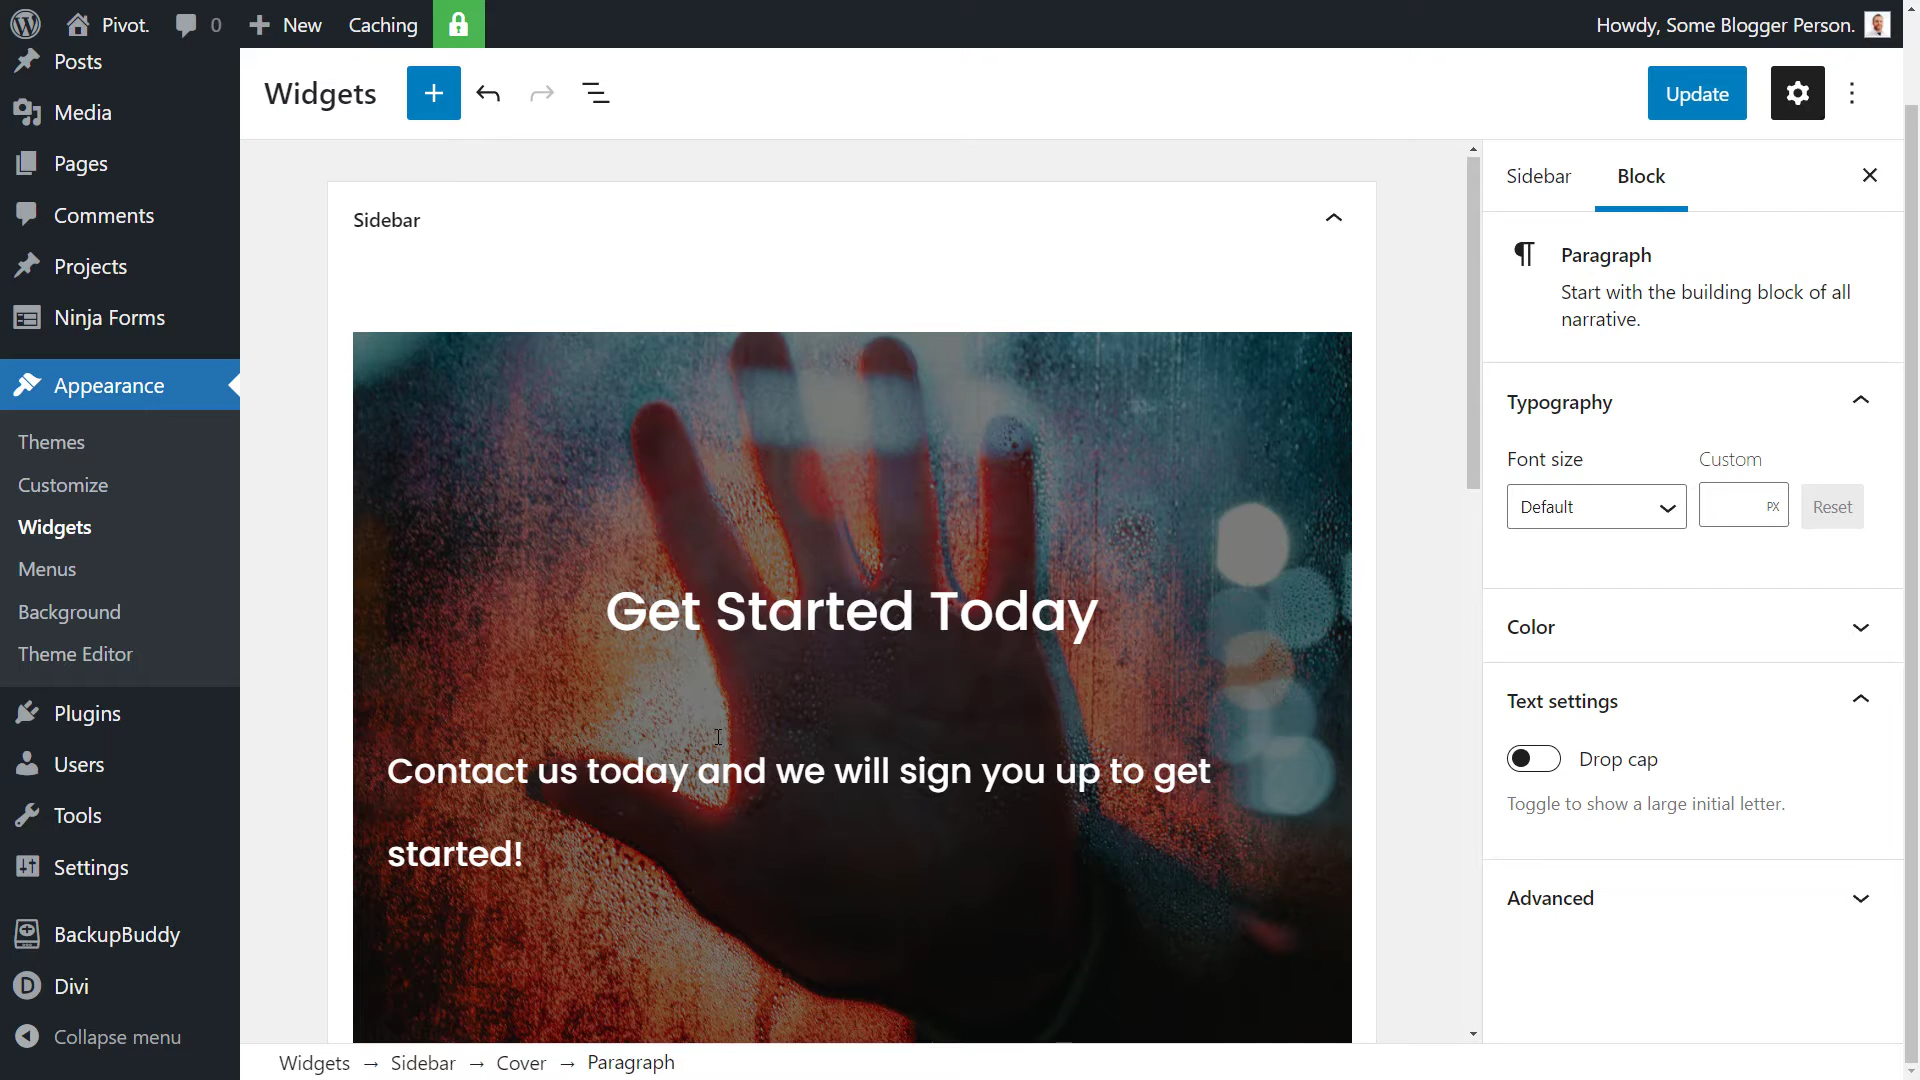 Pivot.
0
New
Caching
Howdy, Some Blogger Person.
Posts
Media
Pages
Comments
Projects
Ninja Forms
Appearance
Themes
Customize
Widgets
Menus
Background
Theme Editor
Plugins
Users
Tools
Settings
BackupBuddy
Divi
Collapse menu
Widgets
Update
Sidebar
Get Started Today
Contact us today and we will sign you up to get
started!
Sidebar
Block
Paragraph
Start with the building block of all
narrative.
Typography
Font size
Custom
Default
PX
Reset
Color
Text settings
Drop cap
Toggle to show a large initial letter.
Advanced
Widgets → Sidebar → Cover → Paragraph